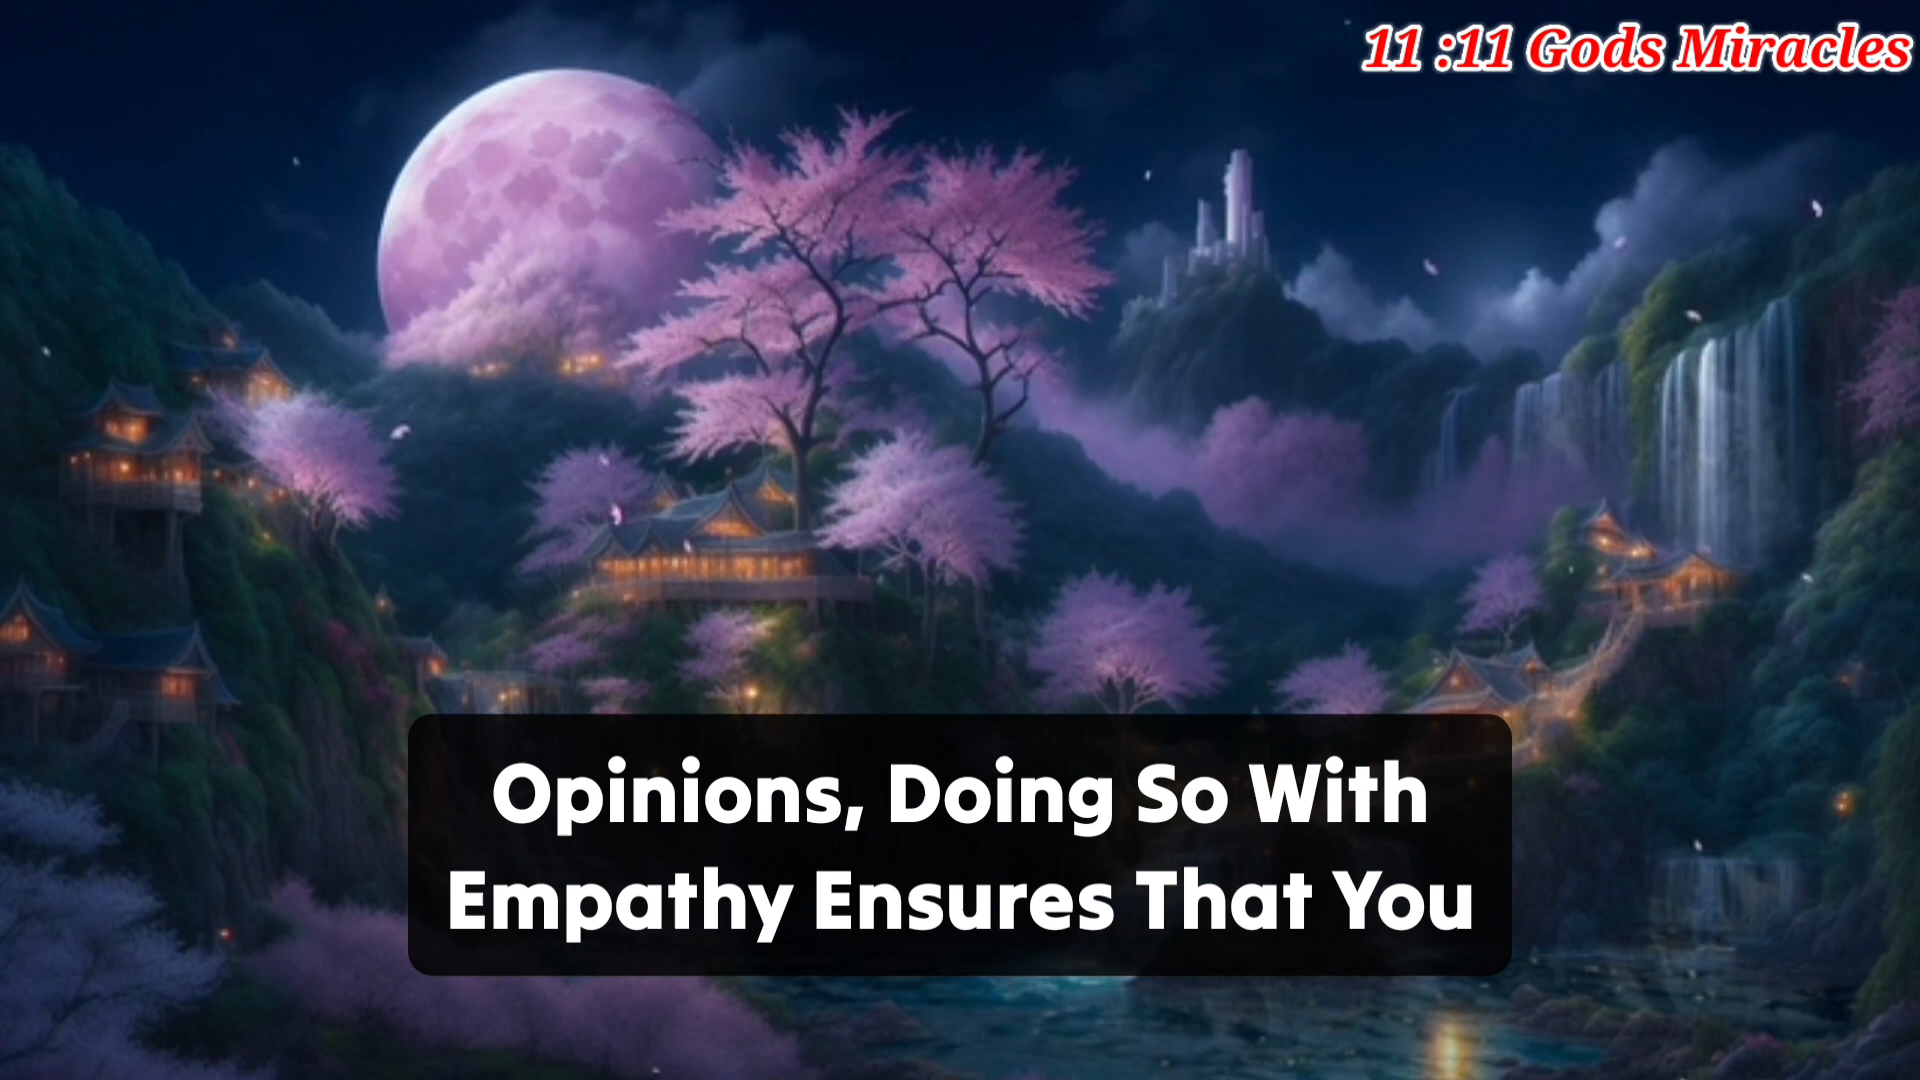 11 :11 Gods Miracles
Opinions, Doing So With
Empathy Ensures That You